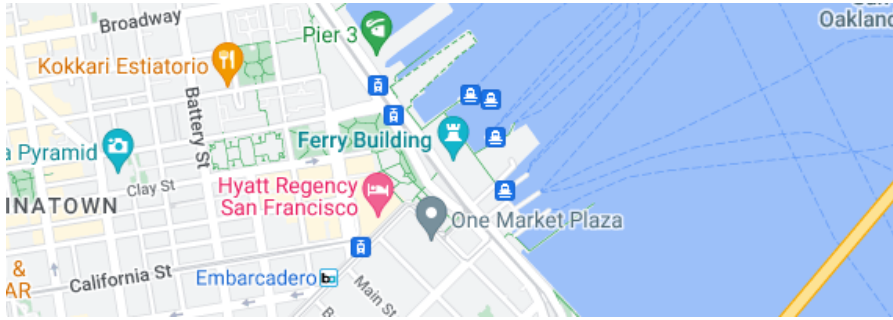 Broadway
Pier 3
Oakland
Kokkari Estiatorio
Battery St
Ferry Building
a Pyramid
Clay St
Hyatt Regency
San Francisco
INATOWN
One Market Plaza
&
AR
California St
Embarcadero
Main St